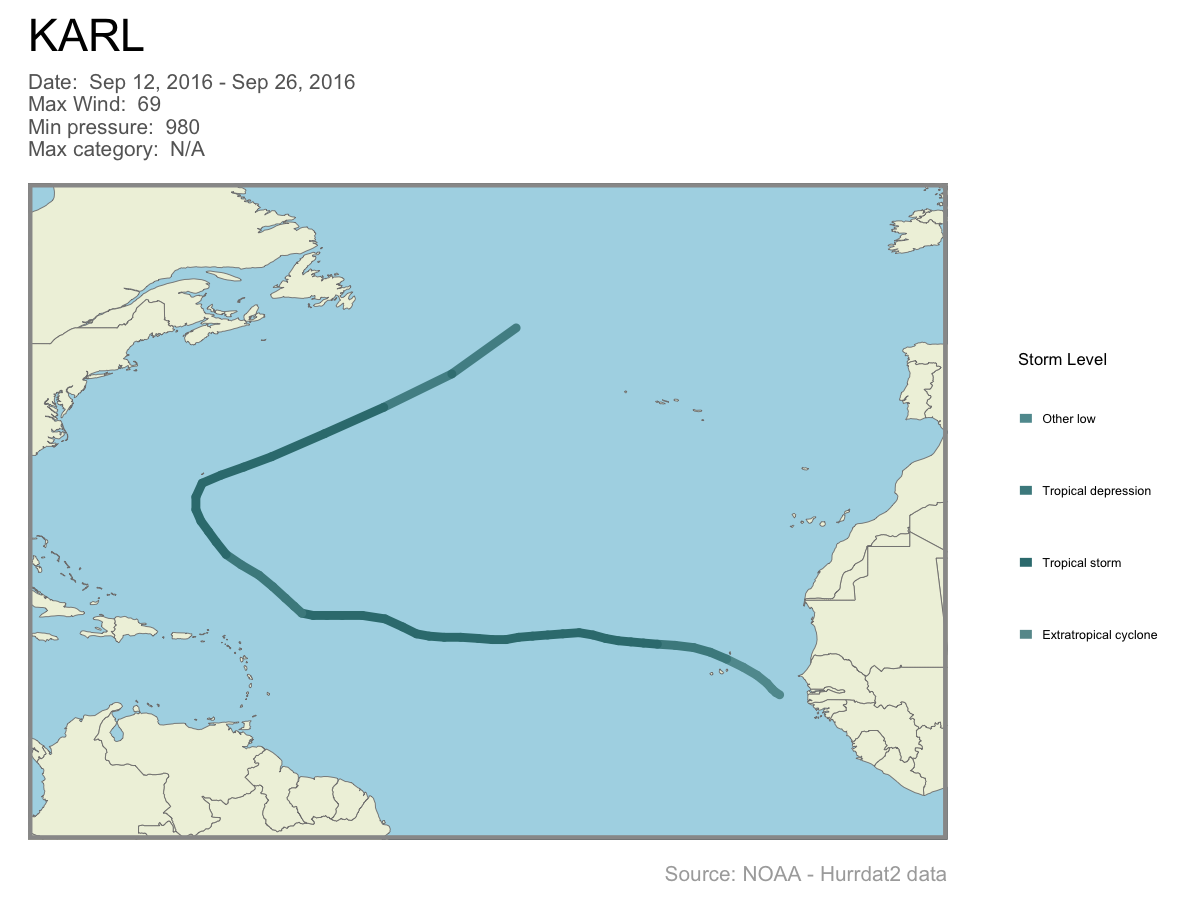 KARL
Date:  Sep 12, 2016 - Sep 26, 2016
Max Wind:  69
Min pressure:  980
Max category:  N/A
Storm Level
Other low
Tropical depression
Tropical storm
Extratropical cyclone
Source: NOAA - Hurrdat2 data